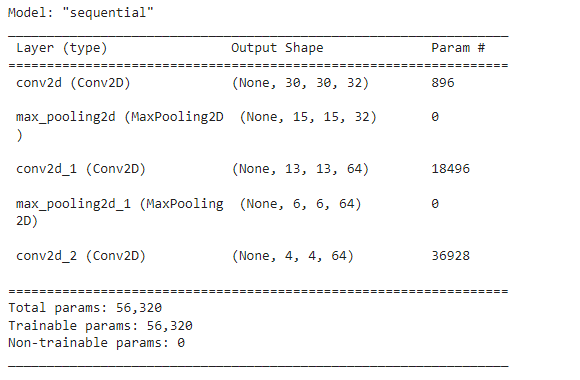 Model: "sequential"
_________________________________________________________________
Layer (type) Output Shape Param #
=================================================================
conv2d (Conv2D) (None, 30, 30, 32) 896
max_pooling2d (MaxPooling2D (None, 15, 15, 32) 0
)
conv2d_1 (Conv2D) (None, 13, 13, 64) 18496
max_pooling2d_1 (MaxPooling (None, 6, 6, 64) 0
2D)
conv2d_2 (Conv2D) (None, 4, 4, 64) 36928
=================================================================
Total params: 56,320
Trainable params: 56,320
Non-trainable params: 0
_________________________________________________________________